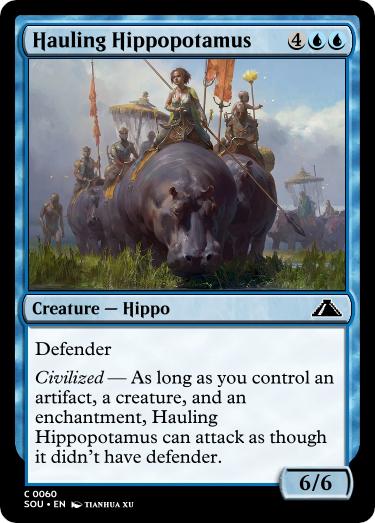 Hauling Hippopotamus 4
Creature — Hippo
Defender
Civilized — As long as you control an
artifact, a creature, and an
enchantment, Hauling
Hippopotamus can attack as though
it didn't have defender.
6/6
C 0060
SOU • EN TIANHUA XU